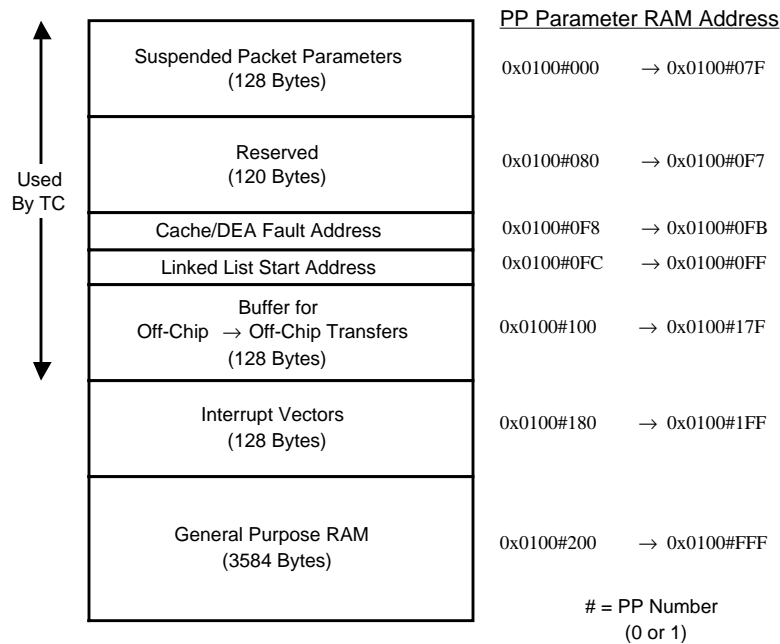 PP Parameter RAM Address
Suspended Packet Parameters
(128 Bytes)
0x0100#000 → 0x0100#07F
Reserved
(120 Bytes)
0x0100#080 → 0x0100#0F7
Used
By TC
Cache/DEA Fault Address
0x0100#0F8 → 0x0100#0FB
Linked List Start Address
0x0100#0FC → 0x0100#0FF
Buffer for
Off-Chip → Off-Chip Transfers
(128 Bytes)
0x0100#100 → 0x0100#17F
Interrupt Vectors
(128 Bytes)
0x0100#180 → 0x0100#1FF
General Purpose RAM
(3584 Bytes)
0x0100#200 → 0x0100#FFF
# = PP Number
(0 or 1)